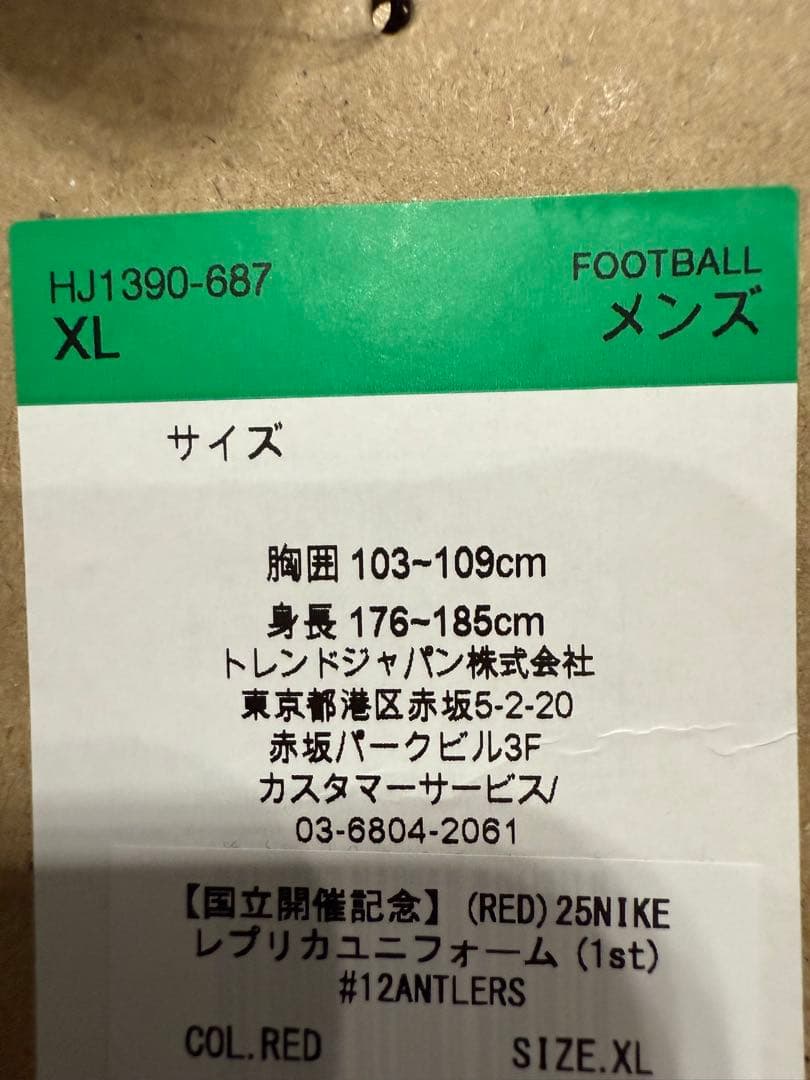 HJ1390-687
XL
FOOTBALL
メンズ
サイズ
胸囲 103~109cm
身長 176~185cm
トレンドジャパン株式会社
東京都港区赤坂5-2-20
赤坂パークビル3F
カスタマーサービス/
03-6804-2061
【国立開催記念】(RED)25NIKE
レプリカユニフォーム(1st)
#12ANTLERS
COL.RED SIZE.XL